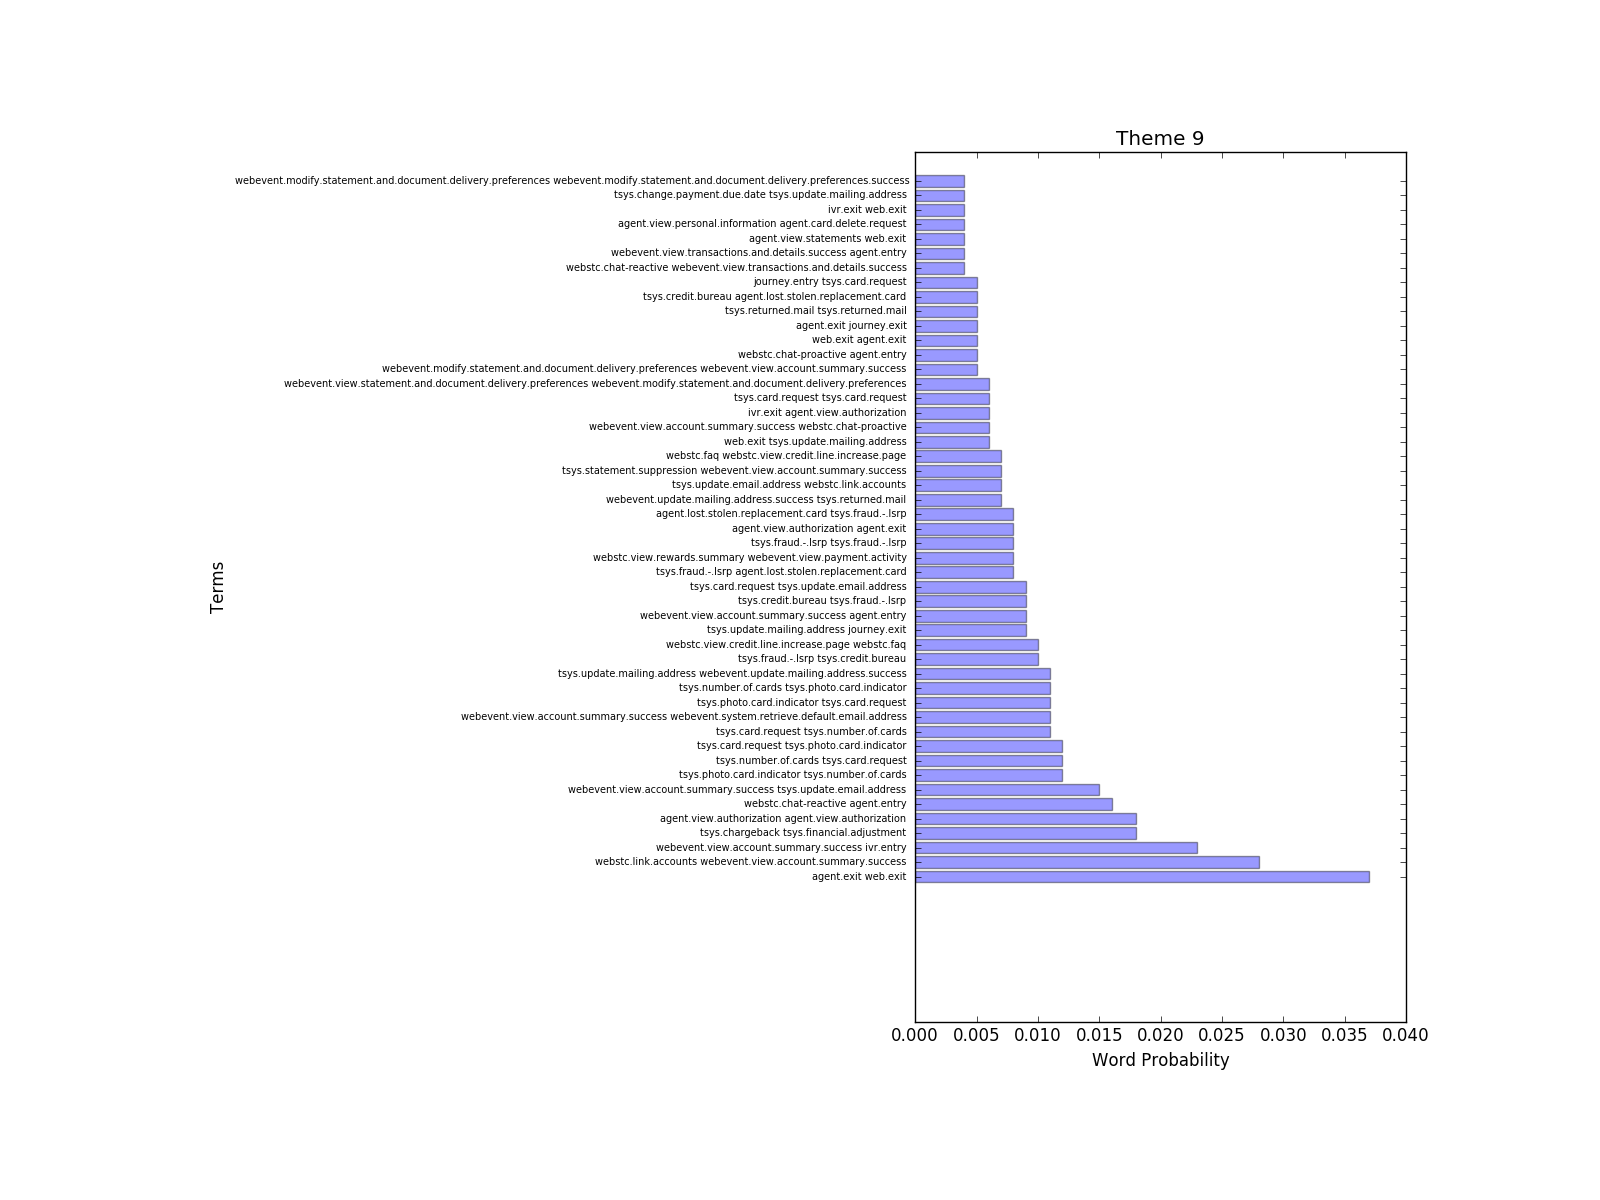 Theme 9
webevent.modify.statement.and.document.delivery.preferences webevent.modify.statement.and.document.delivery.preferences.success
tsys.change.payment.due.date tsys.update.mailing.address
ivr.exit web.exit
agent.view.personal.information agent.card.delete.request
agent.view.statements web.exit
webevent.view.transactions.and.details.success agent.entry
webstc.chat-reactive webevent.view.transactions.and.details.success
journey.entry tsys.card.request
tsys.credit.bureau agent.lost.stolen.replacement.card
tsys.returned.mail tsys.returned.mail
agent.exit journey.exit
web.exit agent.exit
webstc.chat-proactive agent.entry
webevent.modify.statement.and.document.delivery.preferences webevent.view.account.summary.success
webevent.view.statement.and.document.delivery.preferences webevent.modify.statement.and.document.delivery.preferences
tsys.card.request tsys.card.request
ivr.exit agent.view.authorization
webevent.view.account.summary.success webstc.chat-proactive
web.exit tsys.update.mailing.address
webstc.faq webstc.view.credit.line.increase.page
tsys.statement.suppression webevent.view.account.summary.success
tsys.update.email.address webstc.link.accounts
webevent.update.mailing.address.success tsys.returned.mail
agent.lost.stolen.replacement.card tsys.fraud.-.lsrp
agent.view.authorization agent.exit
tsys.fraud.-.lsrp tsys.fraud.-.lsrp
webstc.view.rewards.summary webevent.view.payment.activity
tsys.fraud.-.lsrp agent.lost.stolen.replacement.card
tsys.card.request tsys.update.email.address
tsys.credit.bureau tsys.fraud.-.lsrp
webevent.view.account.summary.success agent.entry
tsys.update.mailing.address journey.exit
webstc.view.credit.line.increase.page webstc.faq
tsys.fraud.-.lsrp tsys.credit.bureau
tsys.update.mailing.address webevent.update.mailing.address.success
tsys.number.of.cards tsys.photo.card.indicator
tsys.photo.card.indicator tsys.card.request
webevent.view.account.summary.success webevent.system.retrieve.default.email.address
tsys.card.request tsys.number.of.cards
tsys.card.request tsys.photo.card.indicator
tsys.number.of.cards tsys.card.request
tsys.photo.card.indicator tsys.number.of.cards
webevent.view.account.summary.success tsys.update.email.address
webstc.chat-reactive agent.entry
agent.view.authorization agent.view.authorization
tsys.chargeback tsys.financial.adjustment
webevent.view.account.summary.success ivr.entry
webstc.link.accounts webevent.view.account.summary.success
agent.exit web.exit
Terms
0.000 0.005 0.010 0.015 0.020 0.025 0.030 0.035 0.040
Word Probability